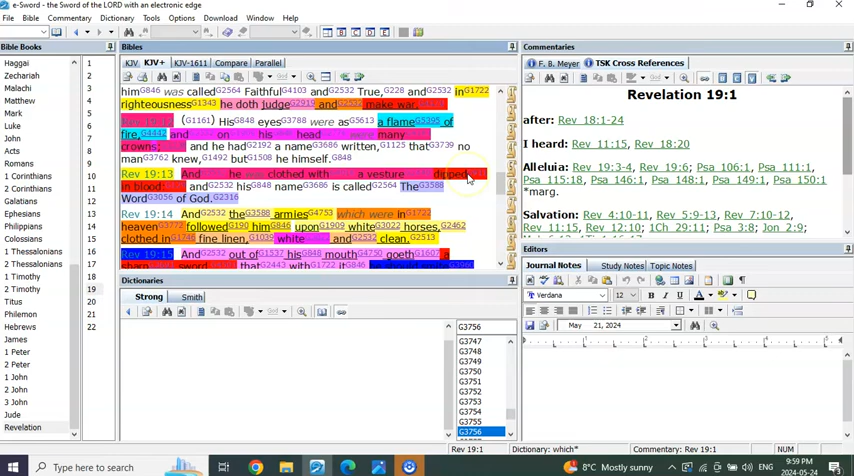 e-Sword - the Sword of the LORD with an electronic edge
File Bible Commentary Dictionary Tools Options Download Window Help
A B C D E
Bible Books
Haggai
Zechariah
Malachi
Matthew
Mark
Luke
John
Acts
Romans
1 Corinthians
2 Corinthians
Galatians
Ephesians
Philippians
Colossians
1 Thessalonians
2 Thessalonians
1 Timothy
2 Timothy
Titus
Philemon
Hebrews
James
1 Peter
2 Peter
1 John
2 John
3 John
Jude
Revelation
1
2
3
4
5
6
7
8
9
10
11
12
13
14
15
16
17
18
19
20
21
22
Bibles
KJV KJV+ KJV-1611 Compare Parallel
him G846 was called G2564 Faithful G4103 and G2532 True, G228 and G2532 in G1722
righteousness G1343 he doth judge G2919 and G2532 make war.
Rev 19:12 (G1161) His G848 eyes G3788 were as G5613 a flame G5395 of
fire, G4442 and on his head were many
crowns; and he had a name written, G1125 that G3739 no
man G3762 knew, G1492 but G1508 he himself. G848
Rev 19:13 And he was clothed with a vesture dipped
in blood: and G2532 his G848 name G3686 is called G2564 The G3588
Word G3056 of God. G2316
Rev 19:14 And G2532 the G3588 armies G4753 which were in G1722
heaven G3772 followed G190 him G846 upon G1909 white G3022 horses, G2462
clothed in G1746 fine linen, G1039 white and G2532 clean. G2513
Rev 19:15 And G2532 out of G1537 his G848 mouth G4750 goeth G1607 a
sharp sword that G2443 with G1722 it G846 he should smite
Dictionaries
Strong Smith
G3756
G3747
G3748
G3749
G3750
G3751
G3752
G3753
G3754
G3755
G3756
Commentaries
F. B. Meyer TSK Cross References
Revelation 19:1
after: Rev 18:1-24
I heard: Rev 11:15, Rev 18:20
Alleluia: Rev 19:3-4, Rev 19:6; Psa 106:1, Psa 111:1,
Psa 115:18, Psa 146:1, Psa 148:1, Psa 149:1, Psa 150:1
*marg.
Salvation: Rev 4:10-11, Rev 5:9-13, Rev 7:10-12,
Rev 11:15, Rev 12:10; 1Ch 29:11; Psa 3:8; Jon 2:9;
Editors
Journal Notes Study Notes Topic Notes
Verdana 12 B I U A
May 21, 2024
1 2 3 4 5
Rev 19:1 Dictionary: which* Commentary: Rev 19:1 NUM
Type here to search
8°C Mostly sunny
ENG
9:59 PM
2024-05-24